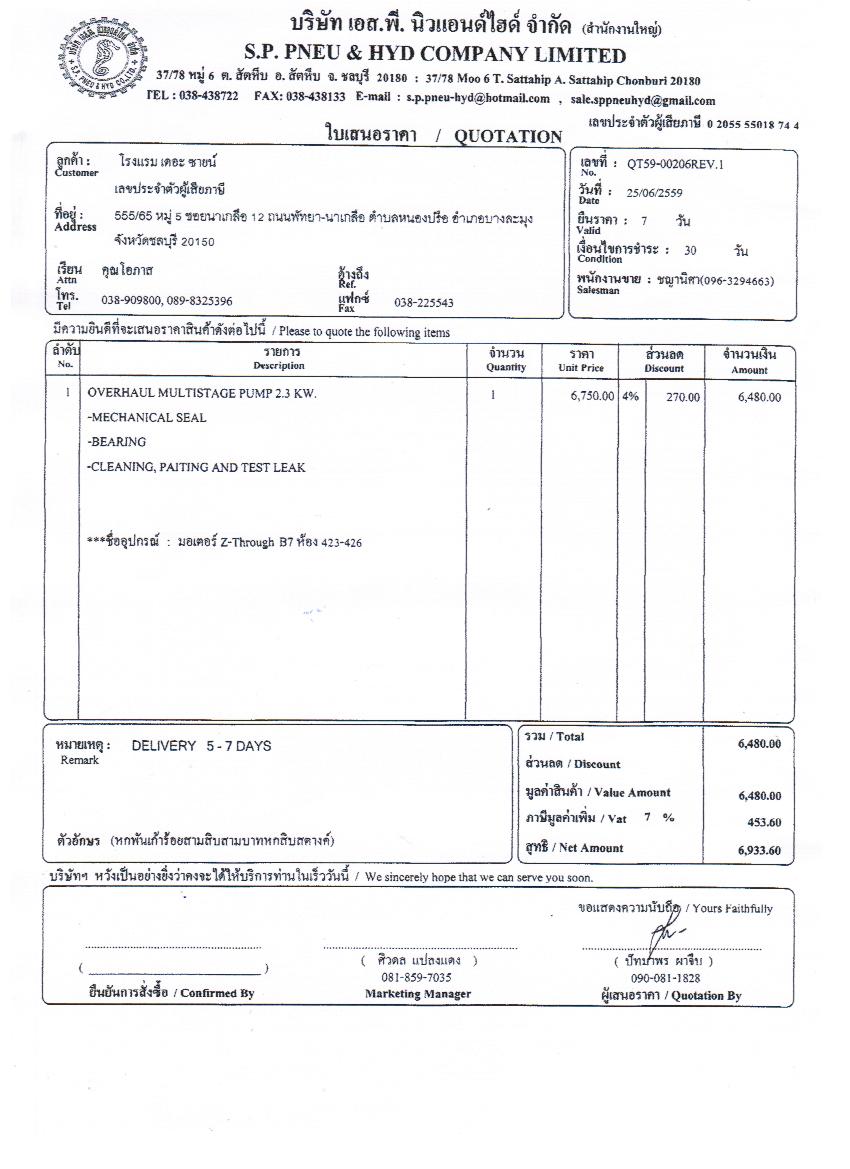 บริษัท เอส.พี. นิวแอนด์ไฮด์ จำกัด (สำนักงานใหญ่)
S.P. PNEU & HYD COMPANY LIMITED
37/78 หมู่ 6 ต. สัตหีบ อ. สัตหีบ จ. ชลบุรี 20180 : 37/78 Moo 6 T. Sattahip A. Sattahip Chonburi 20180
TEL : 038-438722 FAX: 038-438133 E-mail : s.p.pneu-hyd@hotmail.com , sale.sppneuhyd@gmail.com
S.P. PNEU & HYD CO.,LTD.
เลขประจำตัวผู้เสียภาษี 0 2055 55018 74 4
ใบเสนอราคา / QUOTATION
ลูกค้า : โรงแรม เดอะ ซายน์
Customer
เลขประจำตัวผู้เสียภาษี
ที่อยู่ : 555/65 หมู่ 5 ซอยนาเกลือ 12 ถนนพัทยา-นาเกลือ ตำบลหนองปรือ อำเภอบางละมุง
Address
จังหวัดชลบุรี 20150
เรียน คุณโอภาส อ้างถึง
Attn Ref.
โทร. 038-909800, 089-8325396 แฟกซ์ 038-225543
Tel Fax
เลขที่ : QT59-00206REV.1
No.
วันที่ : 25/06/2559
Date
ยืนราคา : 7 วัน
Valid
เงื่อนไขการชำระ : 30 วัน
Condition
พนักงานขาย : ชญานิศา(096-3294663)
Salesman
มีความยินดีที่จะเสนอราคาสินค้าดังต่อไปนี้ / Please to quote the following items
ลำดับ รายการ จำนวน ราคา ส่วนลด จำนวนเงิน
No. Description Quantity Unit Price Discount Amount
1 OVERHAUL MULTISTAGE PUMP 2.3 KW. 1 6,750.00 4% 270.00 6,480.00
-MECHANICAL SEAL
-BEARING
-CLEANING, PAITING AND TEST LEAK
***ชื่ออุปกรณ์ : มอเตอร์ Z-Through B7 ห้อง 423-426
หมายเหตุ : DELIVERY 5 - 7 DAYS
Remark
ตัวอักษร (หกพันเก้าร้อยสามสิบสามบาทหกสิบสตางค์)
รวม / Total 6,480.00
ส่วนลด / Discount
มูลค่าสินค้า / Value Amount 6,480.00
ภาษีมูลค่าเพิ่ม / Vat 7 % 453.60
สุทธิ / Net Amount 6,933.60
บริษัทฯ หวังเป็นอย่างยิ่งว่าคงจะได้ให้บริการท่านในเร็ววันนี้ / We sincerely hope that we can serve you soon.
ขอแสดงความนับถือ / Yours Faithfully
( ) ( ศิวดล แปลงแดง ) ( ปัทมาพร ผาจีบ )
081-859-7035 090-081-1828
ยืนยันการสั่งซื้อ / Confirmed By Marketing Manager ผู้เสนอราคา / Quotation By